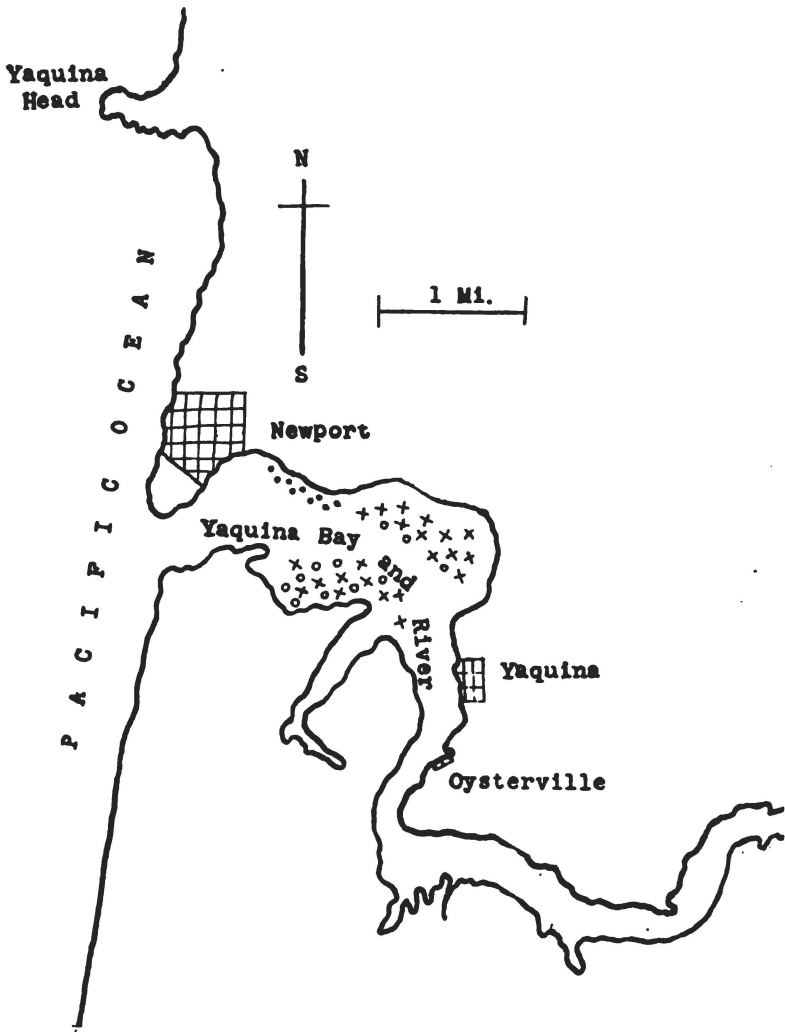 Yaquina
Head
N
S
1 Mi.
PACIFIC OCEAN
Newport
Yaquina Bay
and
River
Yaquina
Oysterville